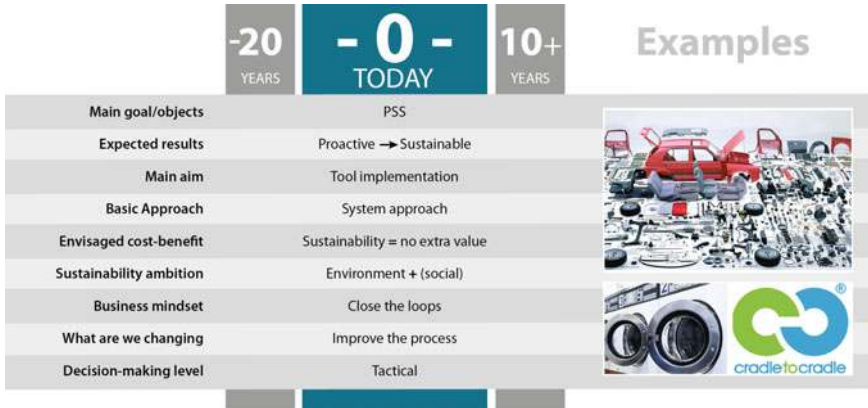 -20 - 0 - 10+ Examples
YEARS TODAY YEARS
Main goal/objects PSS
Expected results Proactive → Sustainable
Main aim Tool implementation
Basic Approach System approach
Envisaged cost-benefit Sustainability = no extra value
Sustainability ambition Environment + (social)
Business mindset Close the loops
What are we changing Improve the process
Decision-making level Tactical
®
cradletocradle